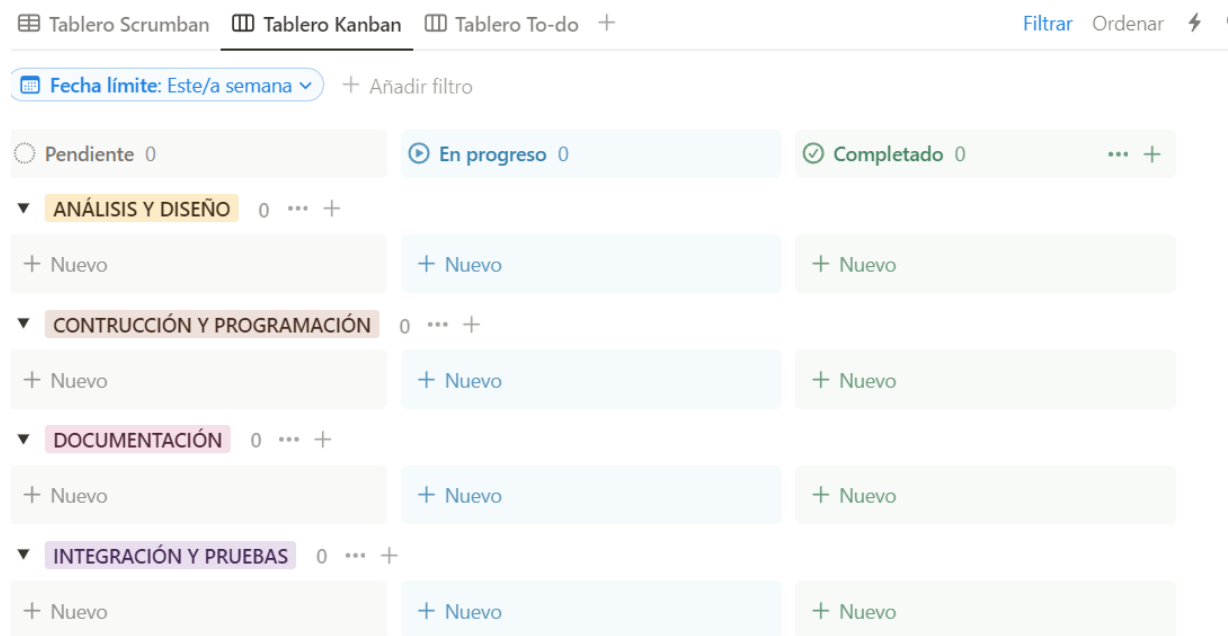 Tablero Scrumban Tablero Kanban Tablero To-do + Filtrar Ordenar
Fecha límite: Este/a semana + Añadir filtro
Pendiente 0 En progreso 0 Completado 0 ••• +
ANÁLISIS Y DISEÑO 0 ••• +
+ Nuevo + Nuevo + Nuevo
CONTRUCCIÓN Y PROGRAMACIÓN 0 ••• +
+ Nuevo + Nuevo + Nuevo
DOCUMENTACIÓN 0 ••• +
+ Nuevo + Nuevo + Nuevo
INTEGRACIÓN Y PRUEBAS 0 ••• +
+ Nuevo + Nuevo + Nuevo